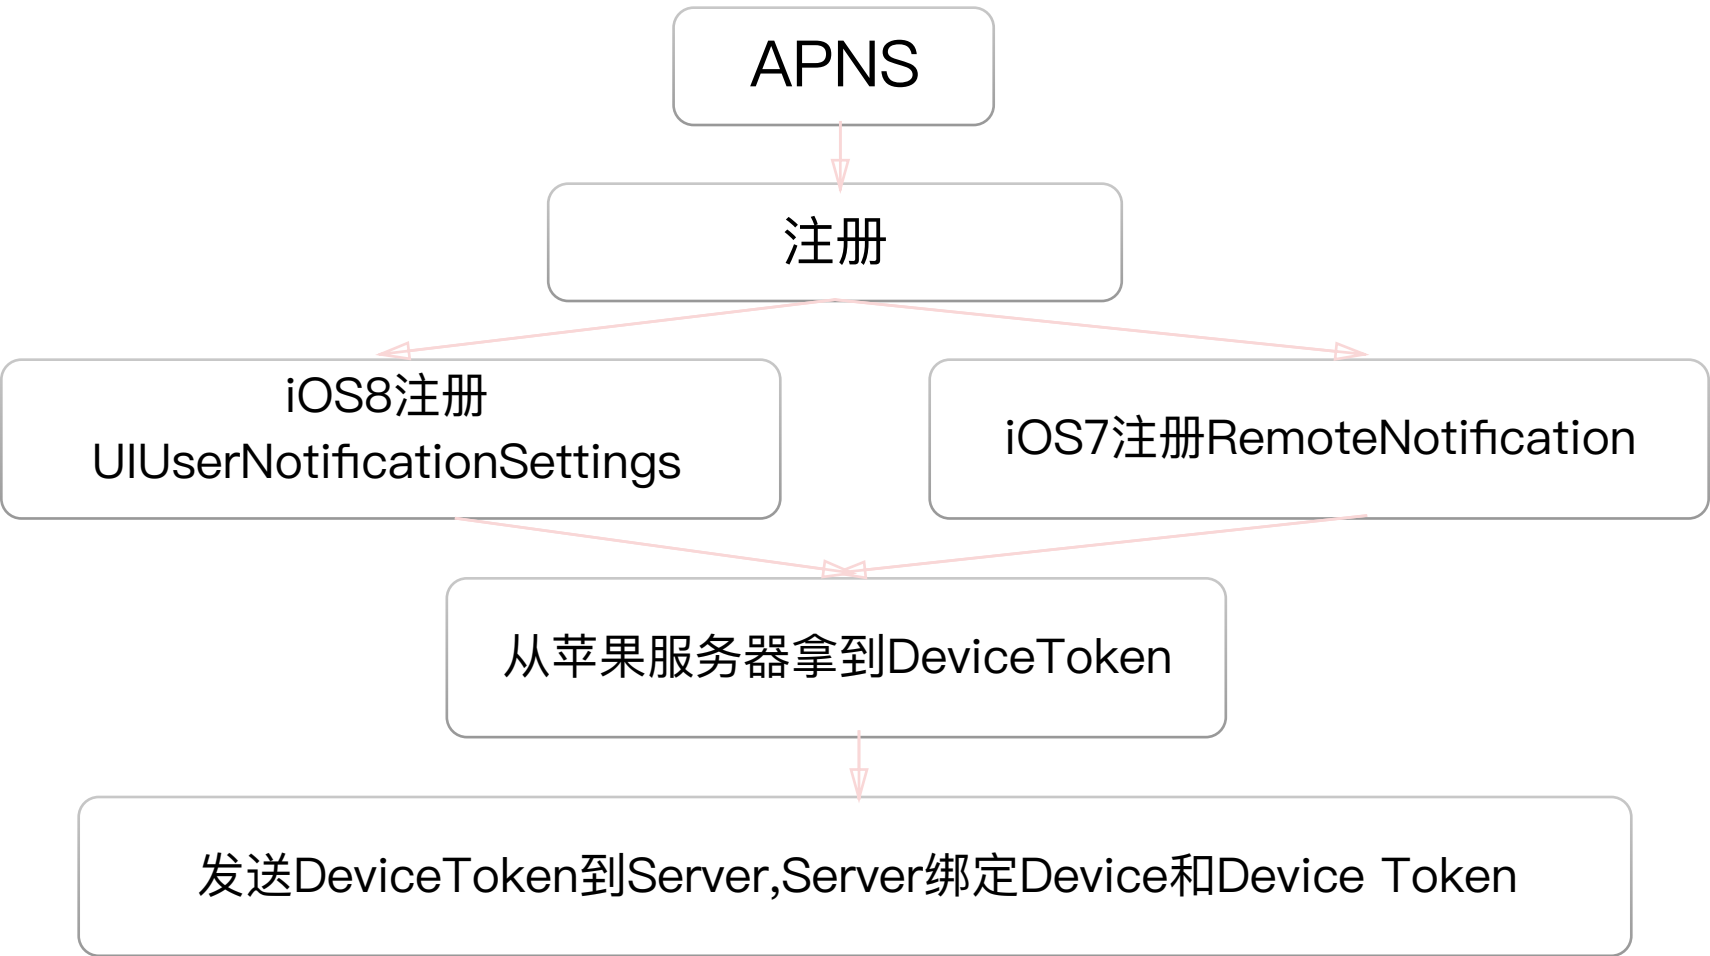 APNS
注册
iOS8注册
UIUserNotificationSettings
iOS7注册RemoteNotification
从苹果服务器拿到DeviceToken
发送DeviceToken到Server,Server绑定Device和Device Token